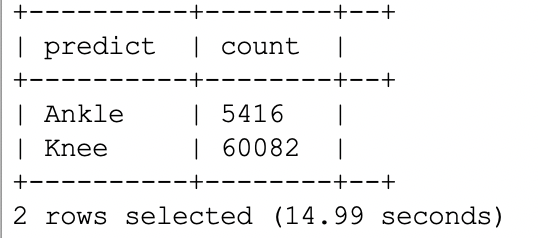 +----------+--------+--+
| predict  | count  |
+----------+--------+--+
| Ankle    | 5416   |
| Knee     | 60082  |
+----------+--------+--+
2 rows selected (14.99 seconds)